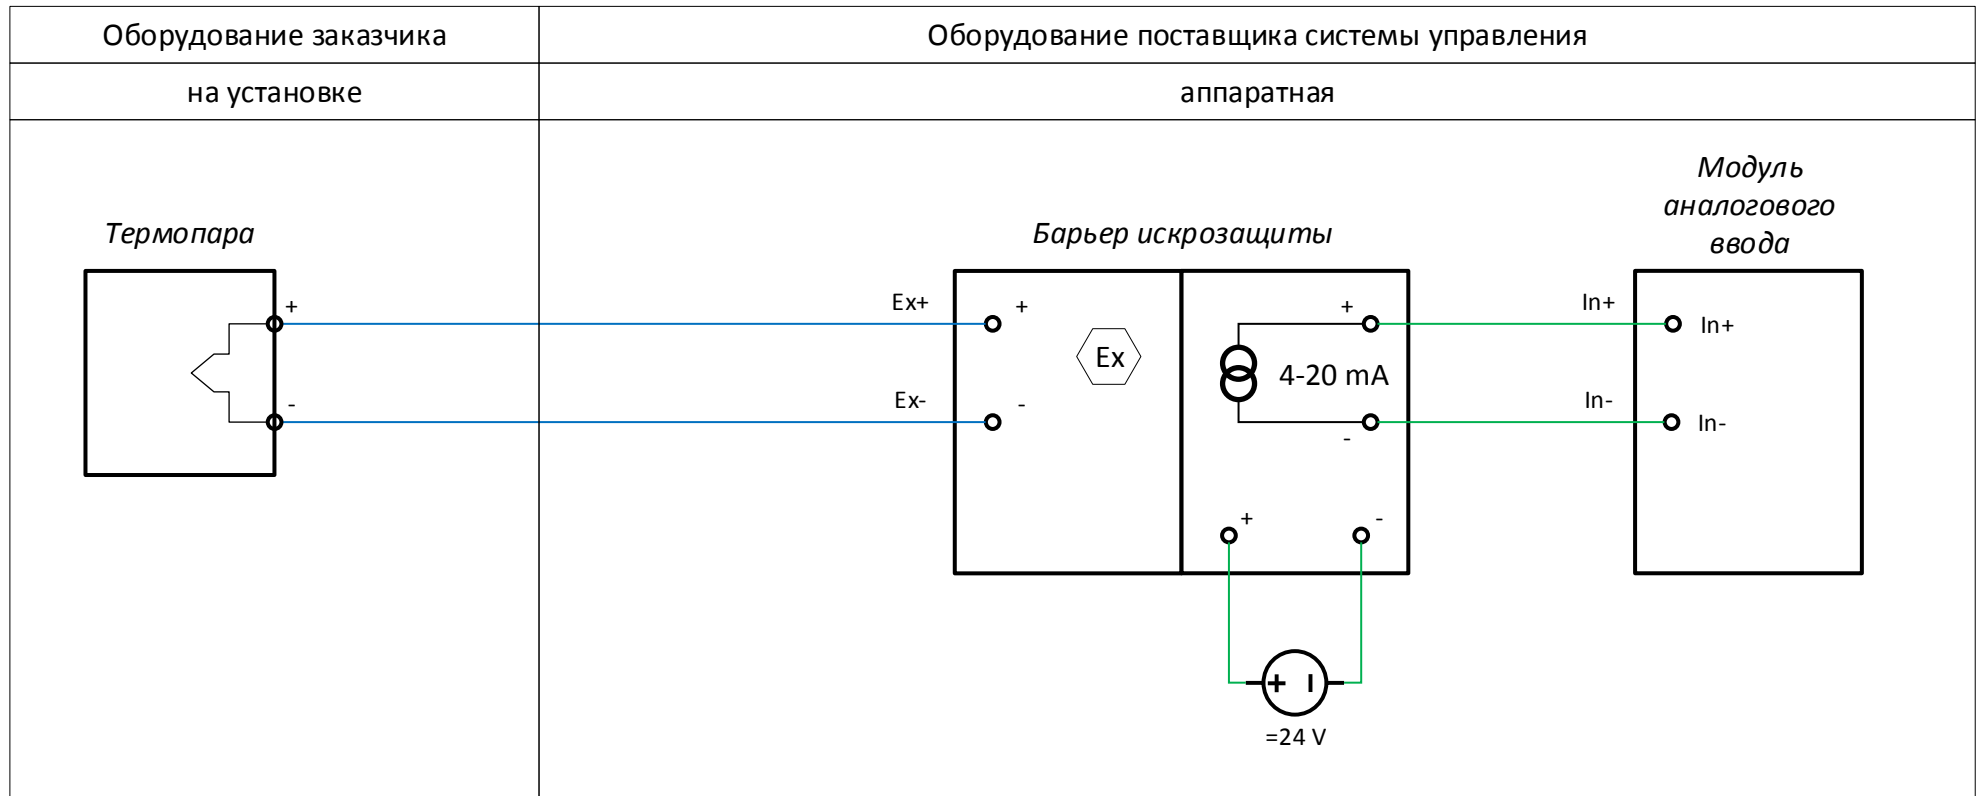 Оборудование заказчика
Оборудование поставщика системы управления
на установке
аппаратная
Термопара
Барьер искрозащиты
Модуль
аналогового
ввода
+
Ex+
+
+
In+
In+
Ex
4-20 mA
-
Ex-
-
-
In-
In-
+
-
+
-
=24 V